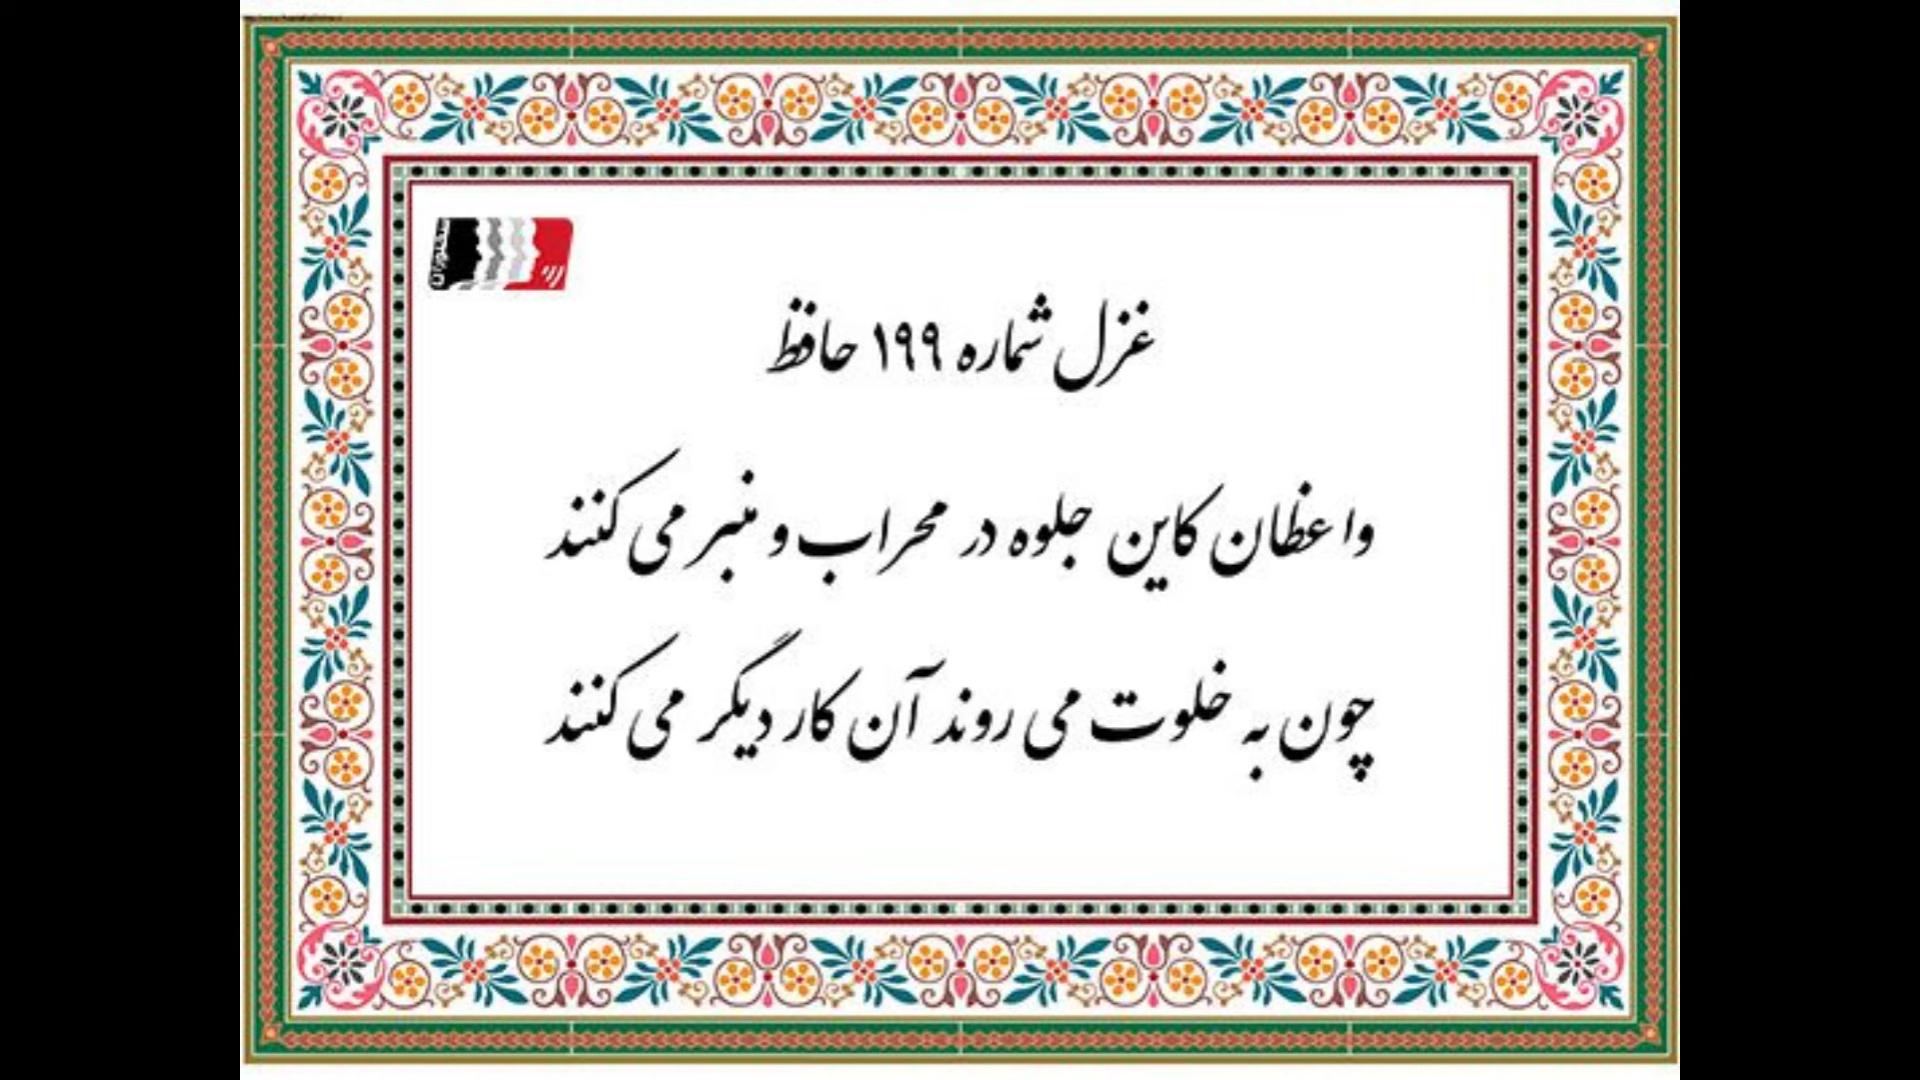 غزل شماره ۱۹۹ حافظ
واعظان کاین جلوه در محراب و منبر می کنند
چون به خلوت می روند آن کار دیگر می کنند